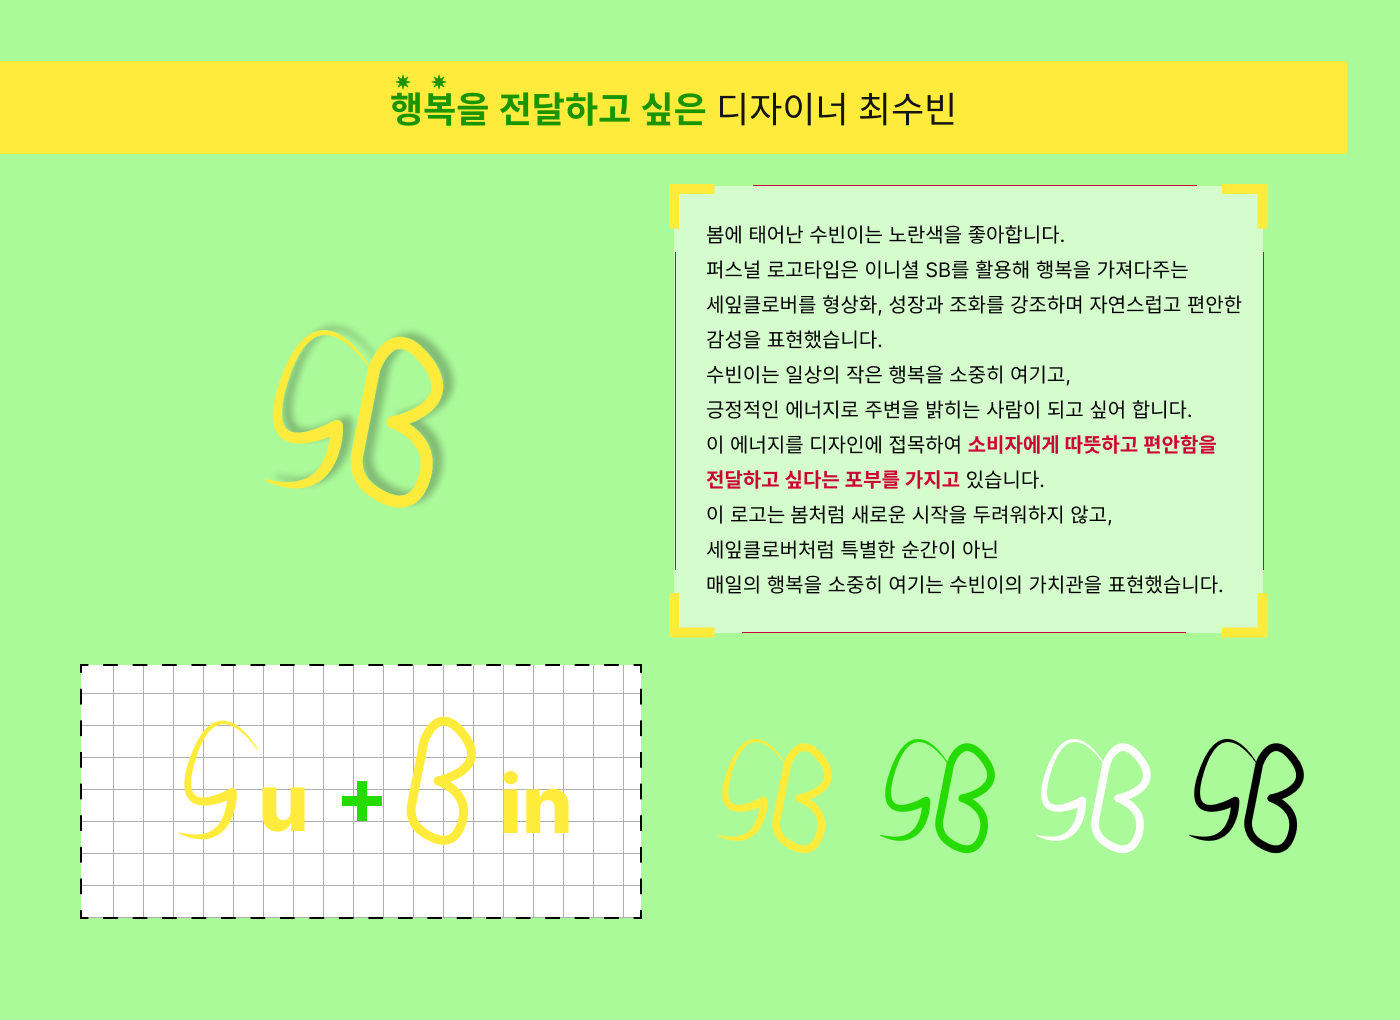 행복을 전달하고 싶은 디자이너 최수빈
봄에 태어난 수빈이는 노란색을 좋아합니다.
퍼스널 로고타입은 이니셜 SB를 활용해 행복을 가져다주는
세잎클로버를 형상화, 성장과 조화를 강조하며 자연스럽고 편안한
감성을 표현했습니다.
수빈이는 일상의 작은 행복을 소중히 여기고,
긍정적인 에너지로 주변을 밝히는 사람이 되고 싶어 합니다.
이 에너지를 디자인에 접목하여 소비자에게 따뜻하고 편안함을
전달하고 싶다는 포부를 가지고 있습니다.
이 로고는 봄처럼 새로운 시작을 두려워하지 않고,
세잎클로버처럼 특별한 순간이 아닌
매일의 행복을 소중히 여기는 수빈이의 가치관을 표현했습니다.
SB
Su + Bin
SB SB SB SB